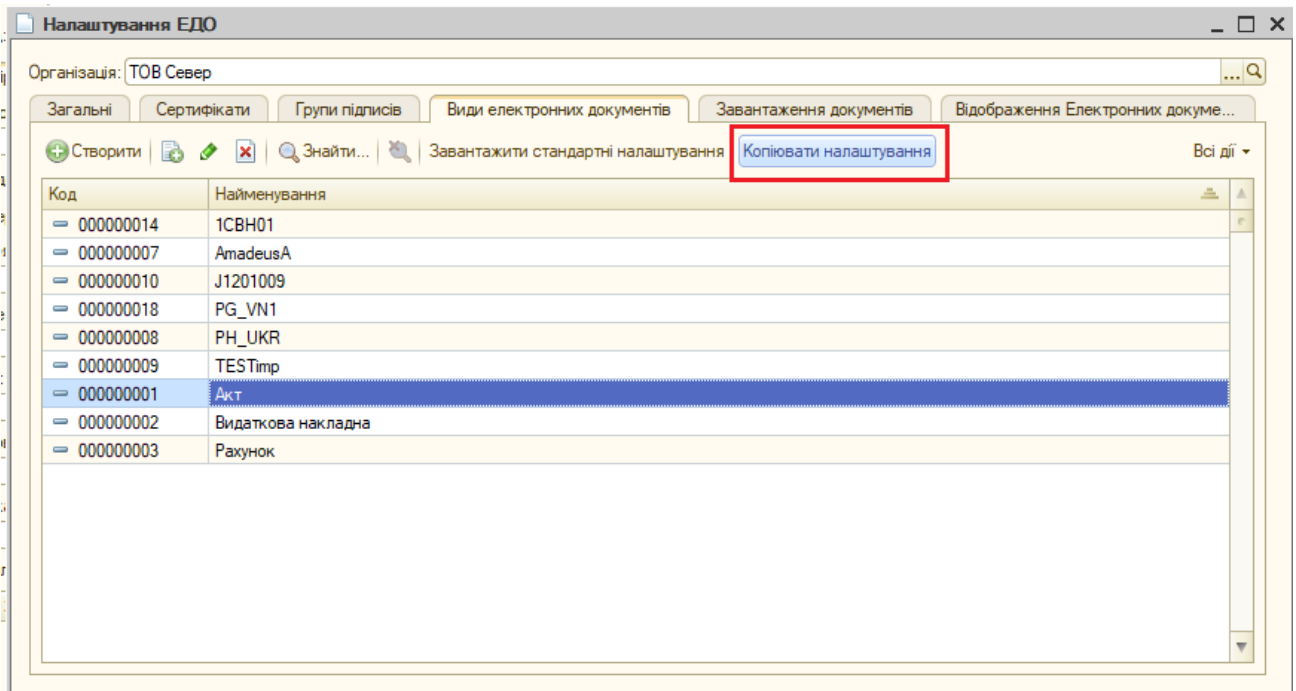 Налаштування ЕДО
Організація: ТОВ Север ...
Загальні Сертифікати Групи підписів Види електронних документів Завантаження документів Відображення Електронних докуме...
Створити Знайти... Завантажити стандартні налаштування Копіювати налаштування Всі дії
Код Найменування
000000014 1CBH01
000000007 AmadeusA
000000010 J1201009
000000018 PG_VN1
000000008 PH_UKR
000000009 TESTimp
000000001 Акт
000000002 Видаткова накладна
000000003 Рахунок